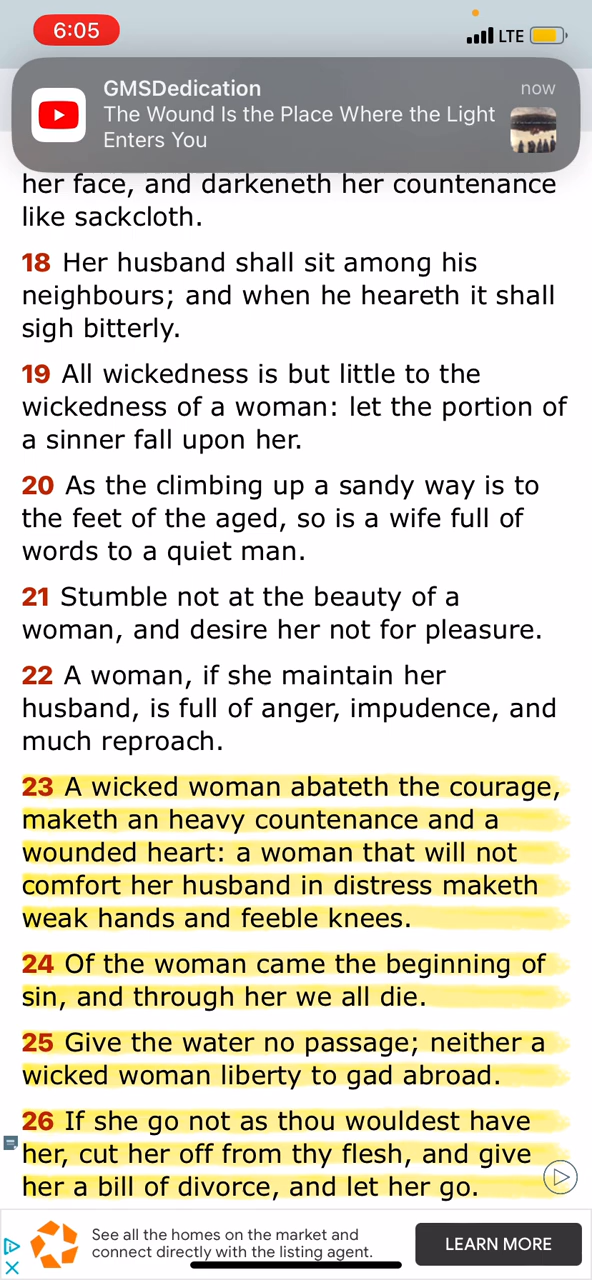 6:05
LTE
GMSDedication
now
The Wound Is the Place Where the Light
Enters You
her face, and darkeneth her countenance
like sackcloth.
18 Her husband shall sit among his
neighbours; and when he heareth it shall
sigh bitterly.
19 All wickedness is but little to the
wickedness of a woman: let the portion of
a sinner fall upon her.
20 As the climbing up a sandy way is to
the feet of the aged, so is a wife full of
words to a quiet man.
21 Stumble not at the beauty of a
woman, and desire her not for pleasure.
22 A woman, if she maintain her
husband, is full of anger, impudence, and
much reproach.
23 A wicked woman abateth the courage,
maketh an heavy countenance and a
wounded heart: a woman that will not
comfort her husband in distress maketh
weak hands and feeble knees.
24 Of the woman came the beginning of
sin, and through her we all die.
25 Give the water no passage; neither a
wicked woman liberty to gad abroad.
26 If she go not as thou wouldest have
her, cut her off from thy flesh, and give
her a bill of divorce, and let her go.
See all the homes on the market and
connect directly with the listing agent.
LEARN MORE